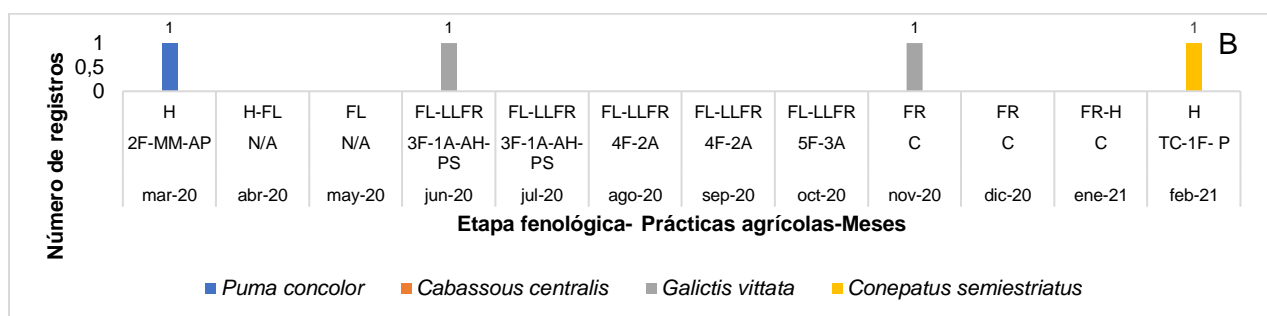 1 1 1 1
B
Número de registros
1
0,5
0
H H-FL FL FL-LLFR FL-LLFR FL-LLFR FL-LLFR FL-LLFR FR FR FR-H H
2F-MM-AP N/A N/A 3F-1A-AH-PS 3F-1A-AH-PS 4F-2A 4F-2A 5F-3A C C C TC-1F- P
mar-20 abr-20 may-20 jun-20 jul-20 ago-20 sep-20 oct-20 nov-20 dic-20 ene-21 feb-21
Etapa fenológica- Prácticas agrícolas-Meses
Puma concolor Cabassous centralis Galictis vittata Conepatus semiestriatus